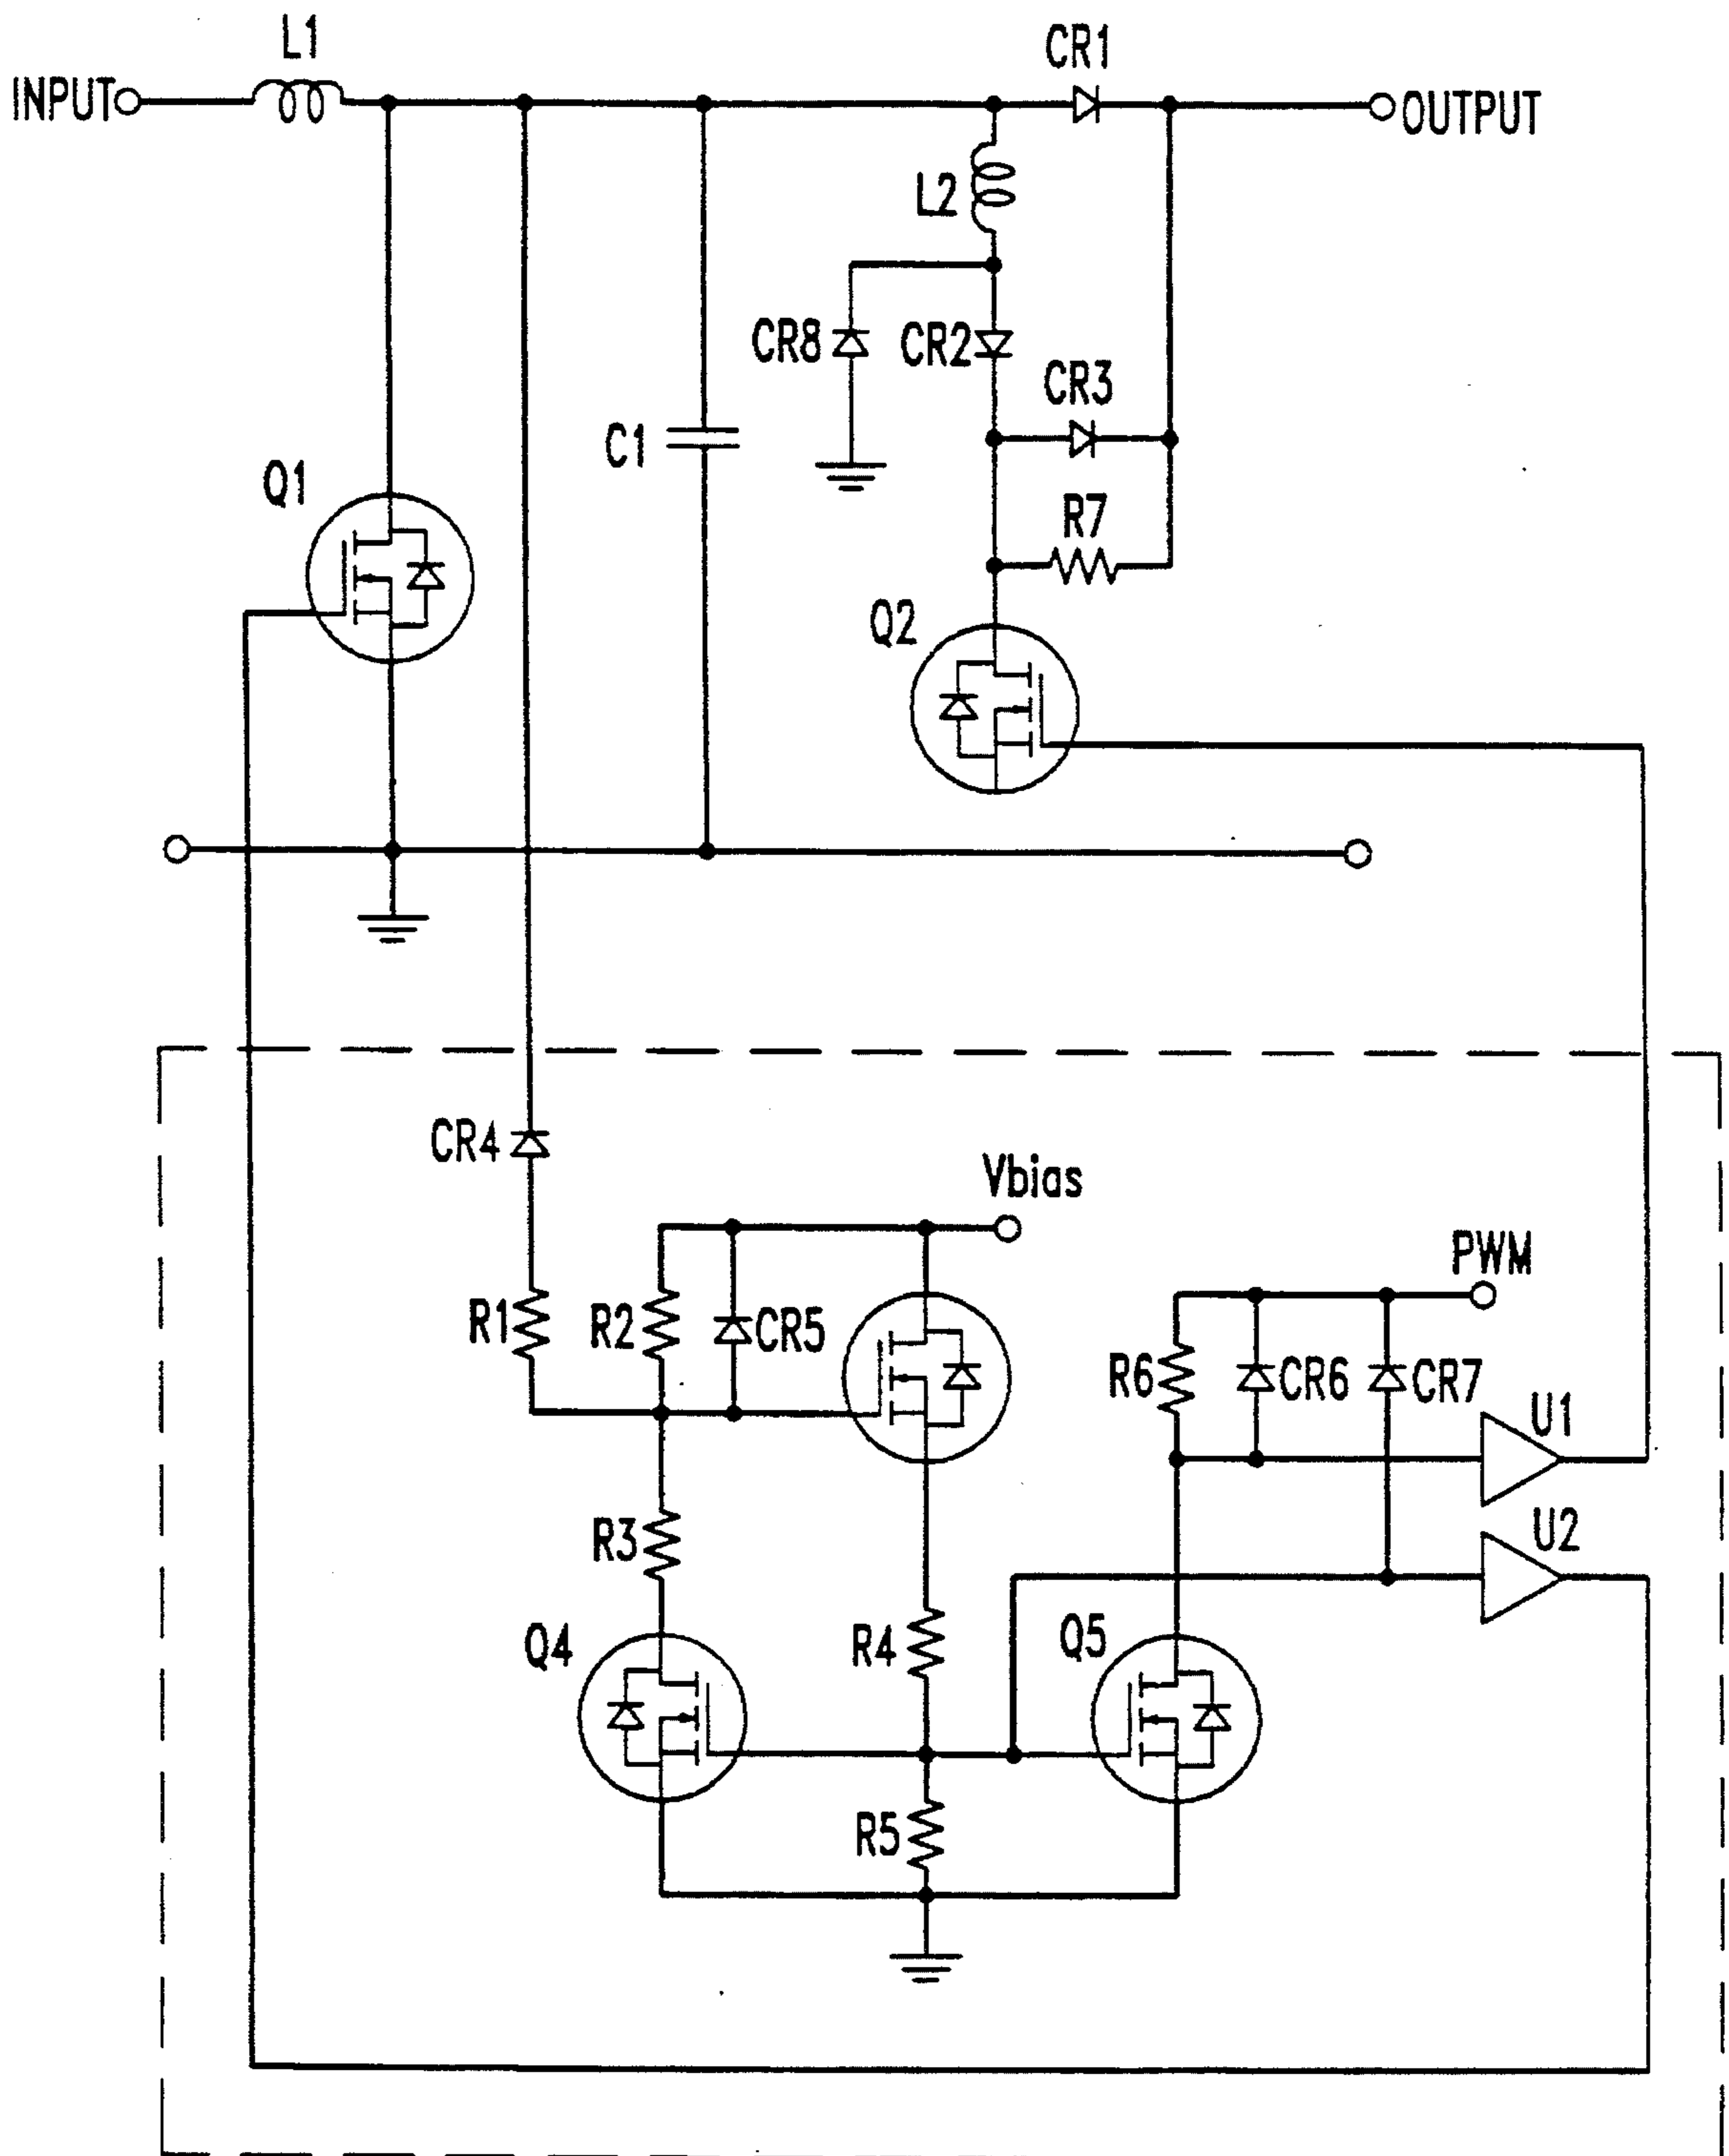 L1
CR1
INPUT
OUTPUT
L2
CR8
CR2
CR3
C1
Q1
R7
Q2
CR4
Vbias
PWM
R1
R2
CR5
R6
CR6
CR7
U1
R3
U2
Q4
R4
Q5
R5